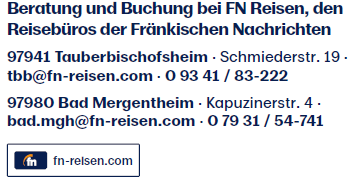 Beratung und Buchung bei FN Reisen, den
Reisebüros der Fränkischen Nachrichten
97941 Tauberbischofsheim · Schmiederstr. 19 ·
tbb@fn-reisen.com · 0 93 41 / 83-222
97980 Bad Mergentheim · Kapuzinerstr. 4 ·
bad.mgh@fn-reisen.com · 0 79 31 / 54-741
fn fn-reisen.com